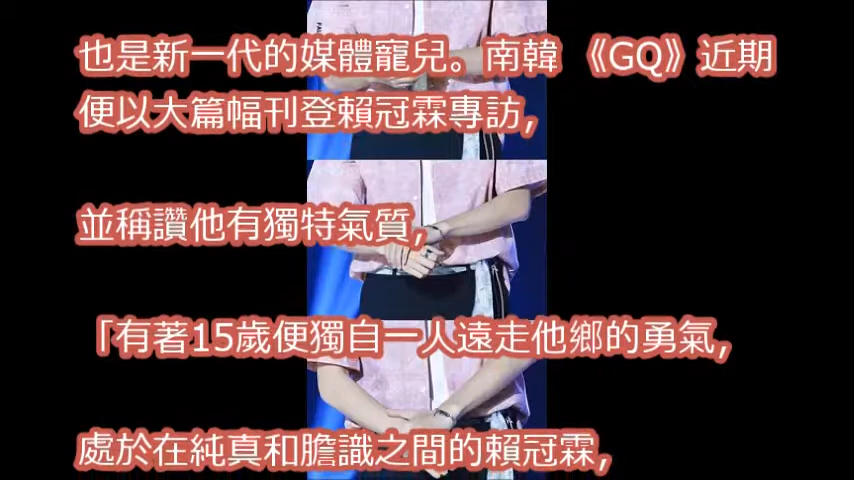 也是新一代的媒體寵兒。南韓 《GQ》近期
便以大篇幅刊登賴冠霖專訪，
並稱讚他有獨特氣質，
「有著15歲便獨自一人遠走他鄉的勇氣，
處於在純真和膽識之間的賴冠霖，